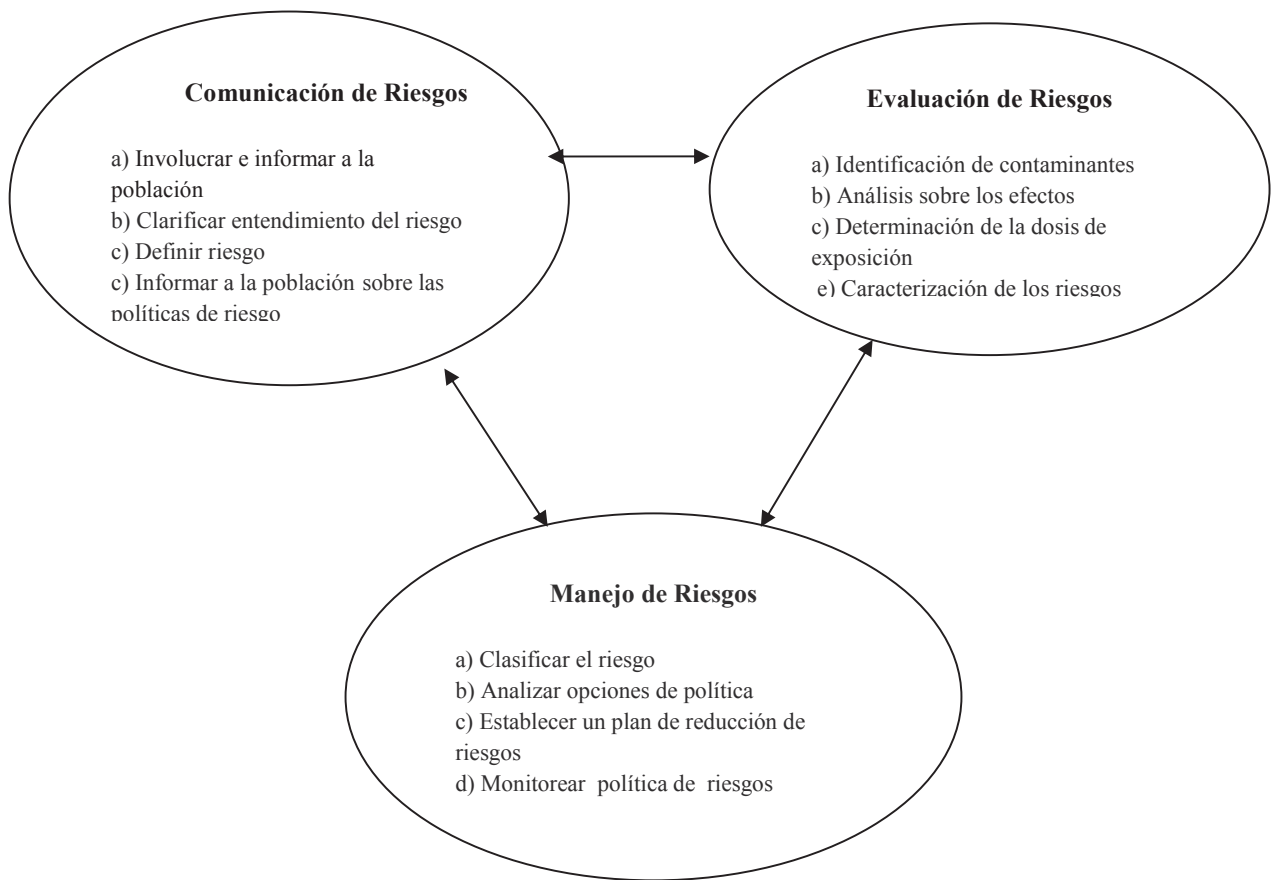 Comunicación de Riesgos
a) Involucrar e informar a la
población
b) Clarificar entendimiento del riesgo
c) Definir riesgo
c) Informar a la población sobre las
políticas de riesgo
Evaluación de Riesgos
a) Identificación de contaminantes
b) Análisis sobre los efectos
c) Determinación de la dosis de
exposición
e) Caracterización de los riesgos
Manejo de Riesgos
a) Clasificar el riesgo
b) Analizar opciones de política
c) Establecer un plan de reducción de
riesgos
d) Monitorear política de riesgos